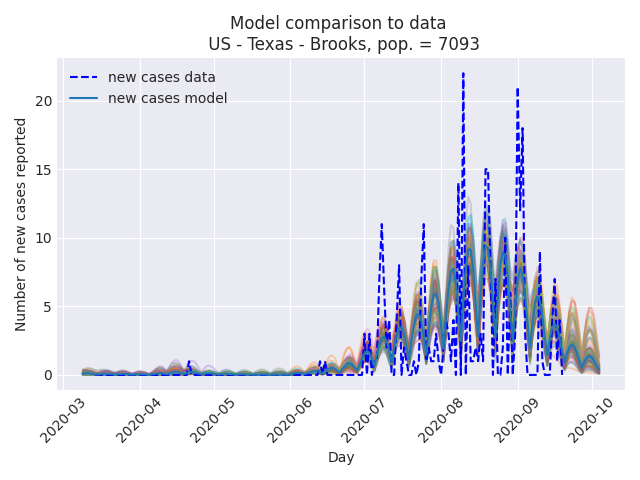 Model comparison to data
US - Texas - Brooks, pop. = 7093
new cases data
new cases model
Number of new cases reported
20
15
10
5
0
2020-03
2020-04
2020-05
2020-06
2020-07
2020-08
2020-09
2020-10
Day